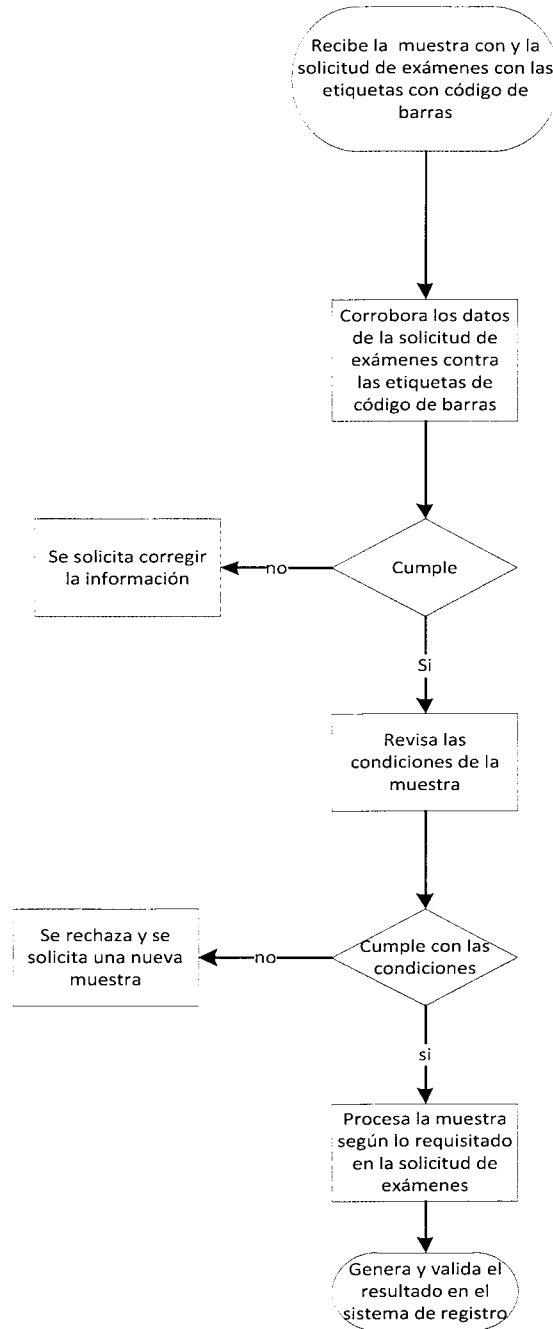 Recibe la muestra con y la
solicitud de exámenes con las
etiquetas con código de
barras
Corrobora los datos
de la solicitud de
exámenes contra
las etiquetas de
código de barras
Cumple
no
Se solicita corregir
la información
Si
Revisa las
condiciones de la
muestra
Cumple con las
condiciones
no
Se rechaza y se
solicita una nueva
muestra
si
Procesa la muestra
según lo requisitado
en la solicitud de
exámenes
Genera y valida el
resultado en el
sistema de registro